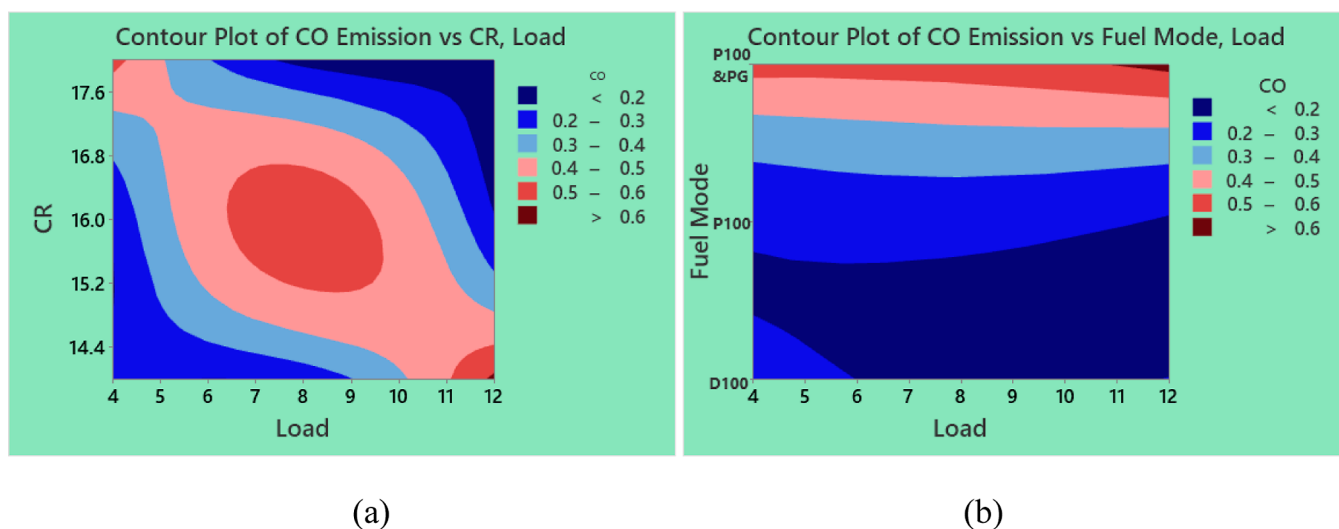 Contour Plot of CO Emission vs CR, Load
CR
17.6
16.8
16.0
15.2
14.4
4 5 6 7 8 9 10 11 12
Load
CO
< 0.2
0.2 – 0.3
0.3 – 0.4
0.4 – 0.5
0.5 – 0.6
> 0.6
(a)
Contour Plot of CO Emission vs Fuel Mode, Load
Fuel Mode
P100
&PG
P100
D100
4 5 6 7 8 9 10 11 12
Load
CO
< 0.2
0.2 – 0.3
0.3 – 0.4
0.4 – 0.5
0.5 – 0.6
> 0.6
(b)